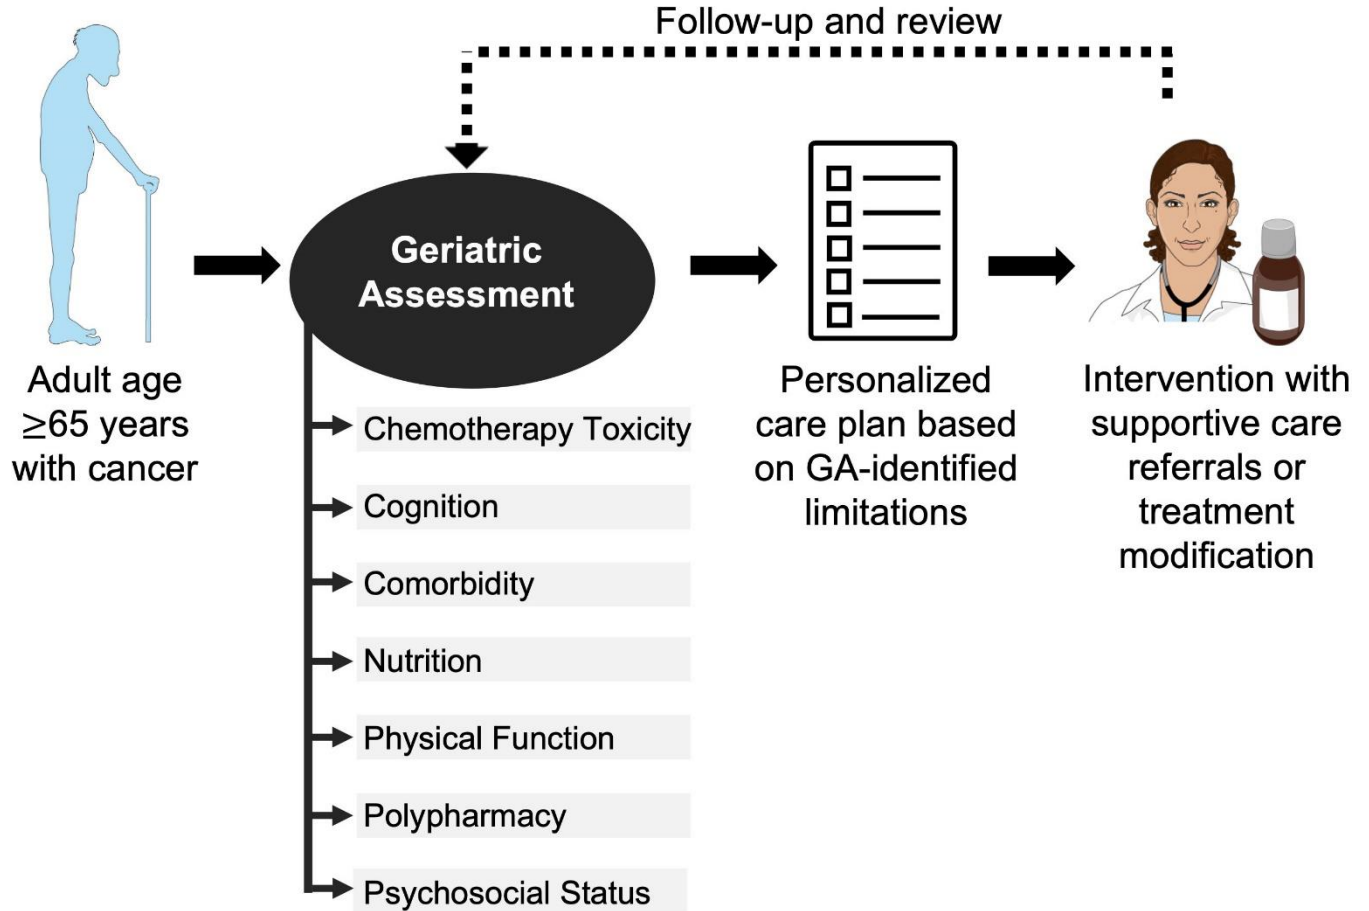 Follow-up and review
Geriatric
Assessment
Adult age
≥65 years
with cancer
Chemotherapy Toxicity
Cognition
Comorbidity
Nutrition
Physical Function
Polypharmacy
Psychosocial Status
Personalized
care plan based
on GA-identified
limitations
Intervention with
supportive care
referrals or
treatment
modification